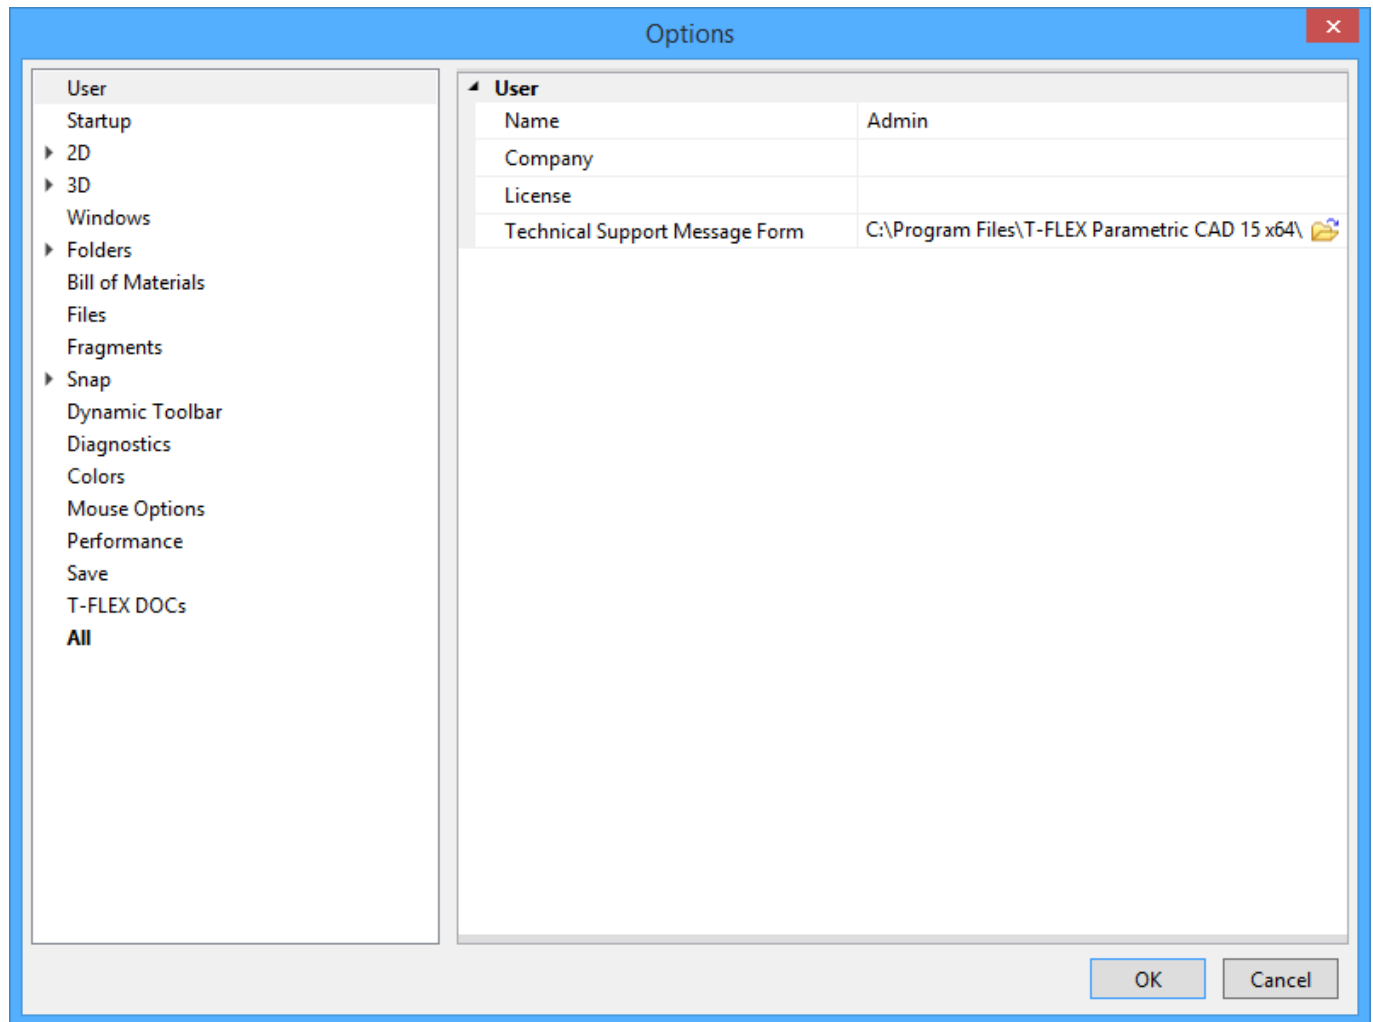 Options
User
Startup
2D
3D
Windows
Folders
Bill of Materials
Files
Fragments
Snap
Dynamic Toolbar
Diagnostics
Colors
Mouse Options
Performance
Save
T-FLEX DOCs
All
User
Name Admin
Company
License
Technical Support Message Form C:\Program Files\T-FLEX Parametric CAD 15 x64\
OK Cancel